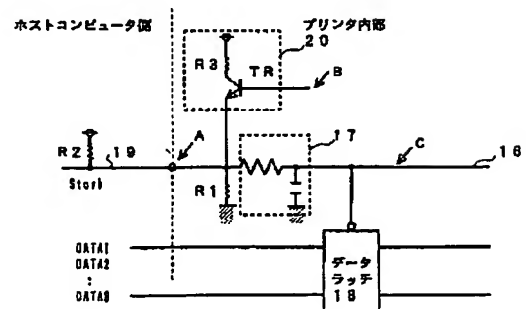 ホストコンピュータ側
プリンタ内部
20
R3
TR
B
R2
19
A
17
C
16
Storb
R1
DATA1
DATA2
:
DATA8
データ
ラッチ
18